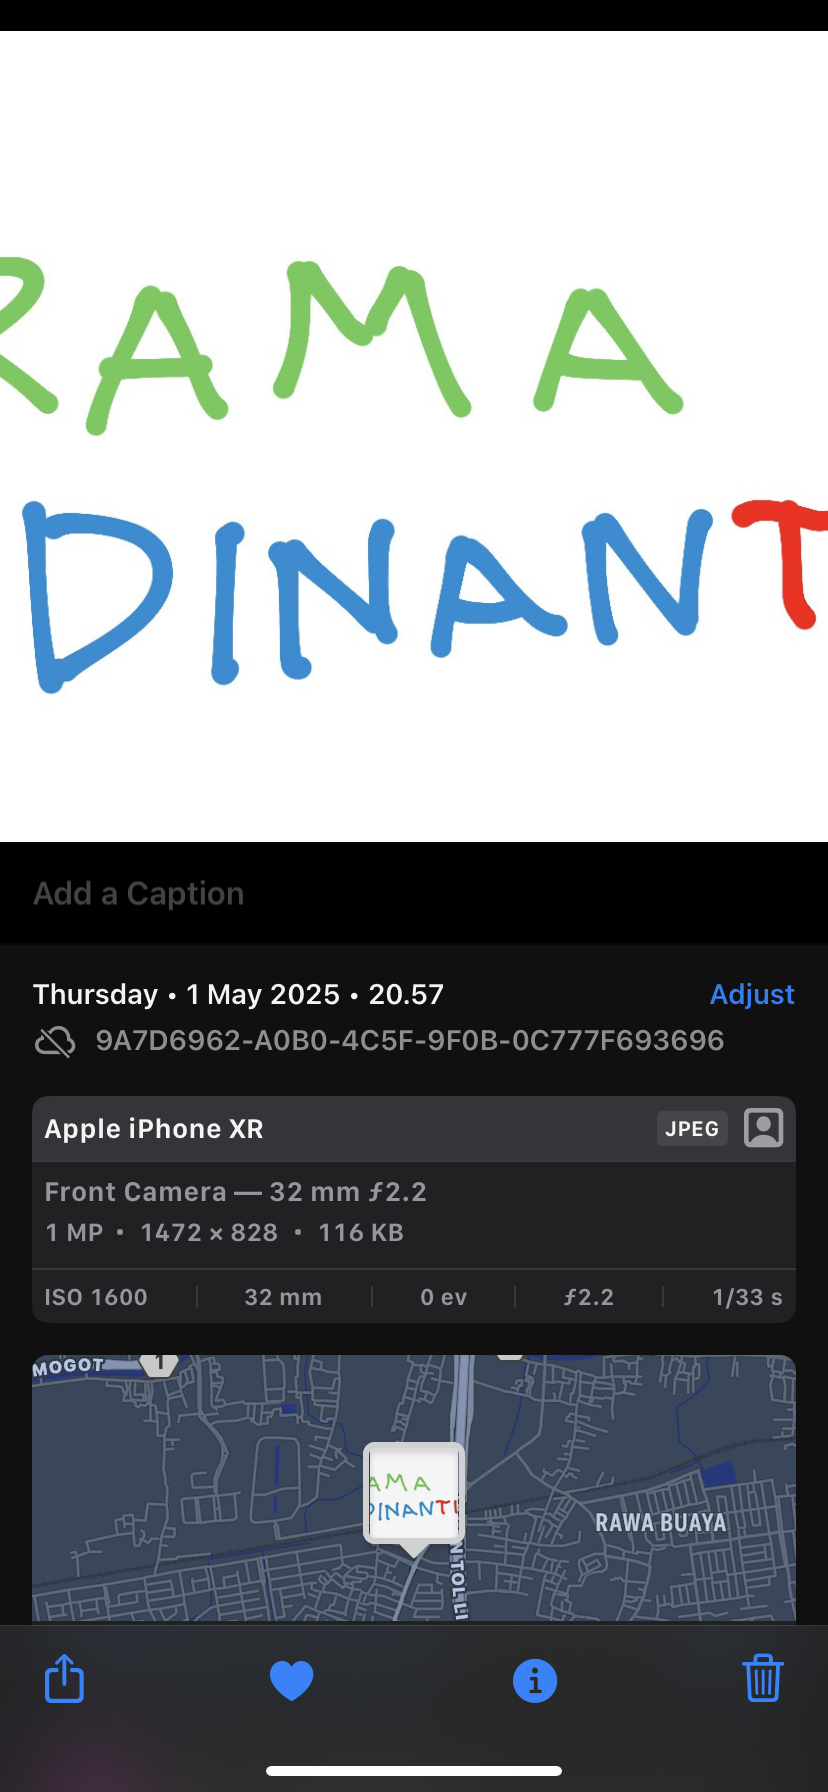 RAMA
DINANT
Add a Caption
Thursday • 1 May 2025 • 20.57
Adjust
9A7D6962-A0B0-4C5F-9F0B-0C777F693696
Apple iPhone XR
JPEG
Front Camera — 32 mm ƒ2.2
1 MP • 1472 × 828 • 116 KB
ISO 1600
32 mm
0 ev
ƒ2.2
1/33 s
MOGOT
1
AMA
DINANT
RAWA BUAYA